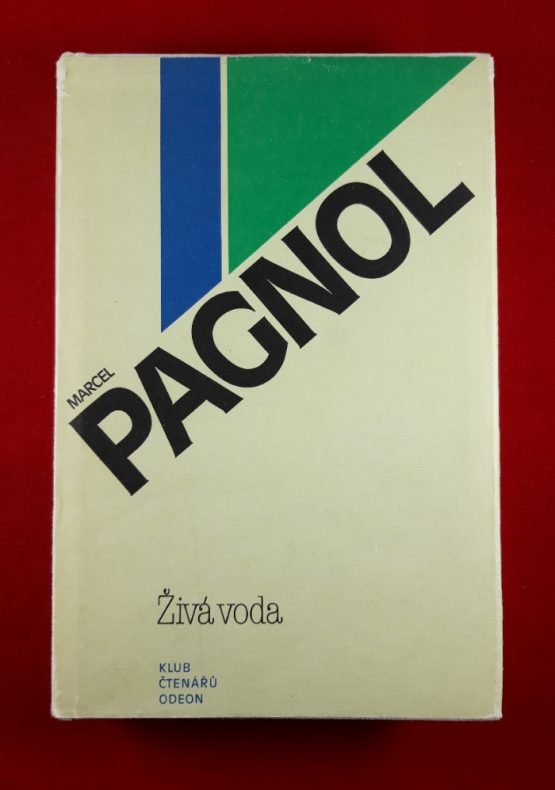 MARCEL
PAGNOL
Živá voda
KLUB
ČTENÁŘŮ
ODEON